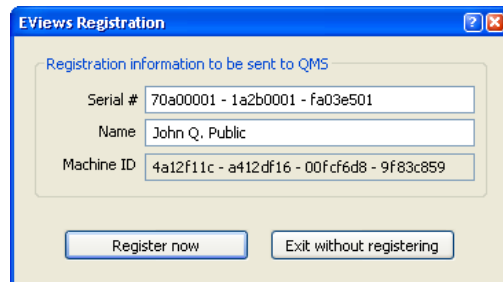 EViews Registration
Registration information to be sent to QMS
Serial # 70a00001 - 1a2b0001 - fa03e501
Name John Q. Public
Machine ID 4a12f11c - a412df16 - 00fcf6d8 - 9f83c859
Register now Exit without registering